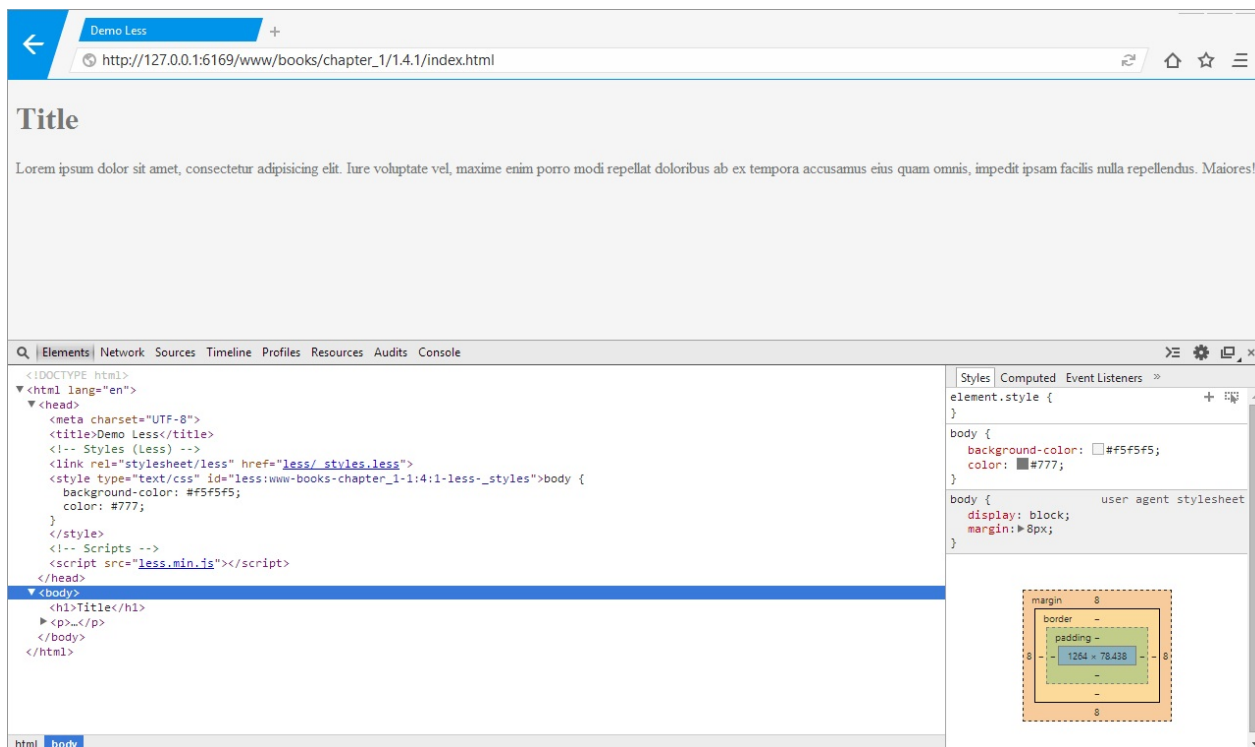 Demo Less
http://127.0.0.1:6169/www/books/chapter_1/1.4.1/index.html
Title
Lorem ipsum dolor sit amet, consectetur adipisicing elit. Iure voluptate vel, maxime enim porro modi repellat doloribus ab ex tempora accusamus eius quam omnis, impedit ipsam facilis nulla repellendus. Maiores!
Elements Network Sources Timeline Profiles Resources Audits Console
<!DOCTYPE html>
<html lang="en">
<head>
<meta charset="UTF-8">
<title>Demo Less</title>
<!-- Styles (Less) -->
<link rel="stylesheet/less" href="less/_styles.less">
<style type="text/css" id="less:www-books-chapter_1-1:4:1-less-_styles">body {
background-color: #f5f5f5;
color: #777;
}
</style>
<!-- Scripts -->
<script src="less.min.js"></script>
</head>
<body>
<h1>Title</h1>
<p>…</p>
</body>
</html>
html body
Styles Computed Event Listeners »
element.style {
}
body {
background-color: #f5f5f5;
color: #777;
}
body { user agent stylesheet
display: block;
margin: 8px;
}
margin 8
border –
padding –
8 – – 1264 × 78.438 – – 8
–
–
8